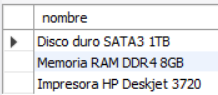 nombre
Disco duro SATA3 1TB
Memoria RAM DDR4 8GB
Impresora HP Deskjet 3720